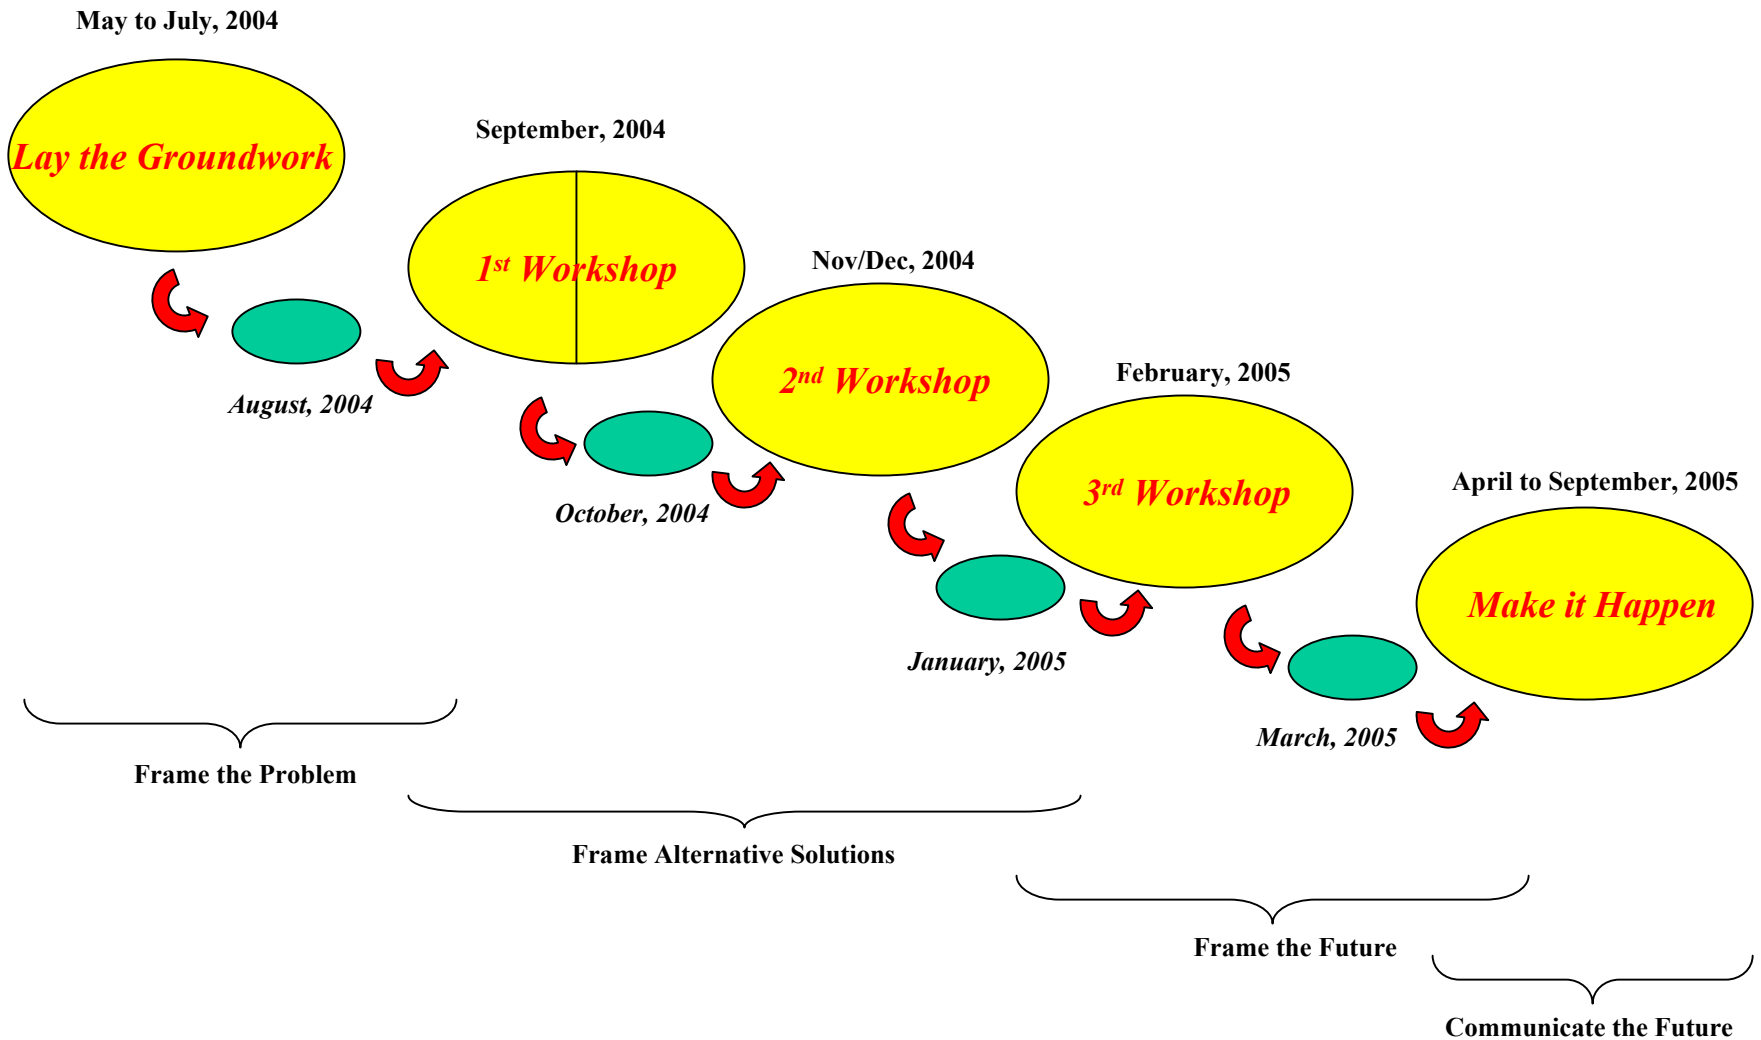 May to July, 2004
Lay the Groundwork
September, 2004
1st Workshop
August, 2004
Nov/Dec, 2004
2nd Workshop
October, 2004
February, 2005
3rd Workshop
January, 2005
April to September, 2005
Make it Happen
March, 2005
Frame the Problem
Frame Alternative Solutions
Frame the Future
Communicate the Future